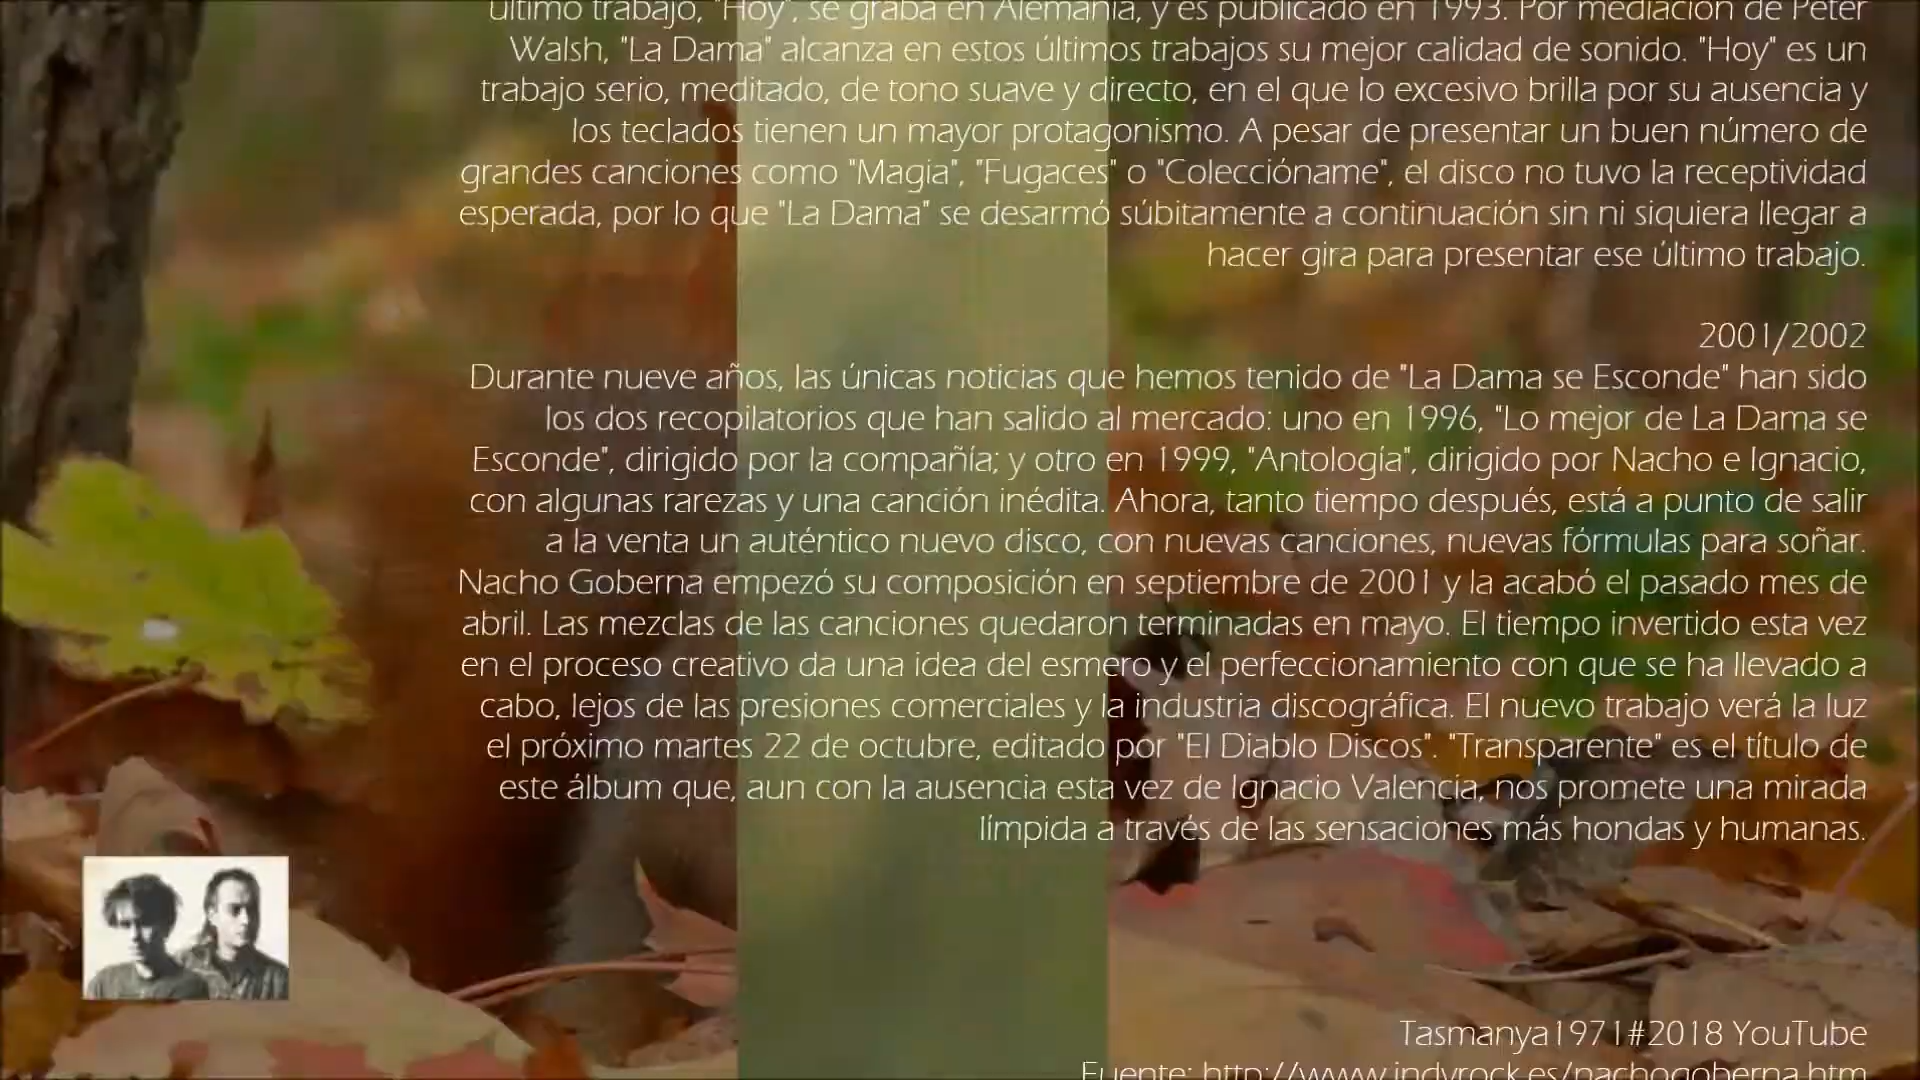 último trabajo, "Hoy", se graba en Alemania, y es publicado en 1993. Por mediación de Peter
Walsh, "La Dama" alcanza en estos últimos trabajos su mejor calidad de sonido. "Hoy" es un
trabajo serio, meditado, de tono suave y directo, en el que lo excesivo brilla por su ausencia y
los teclados tienen un mayor protagonismo. A pesar de presentar un buen número de
grandes canciones como "Magia", "Fugaces" o "Coleccióname", el disco no tuvo la receptividad
esperada, por lo que "La Dama" se desarmó súbitamente a continuación sin ni siquiera llegar a
hacer gira para presentar ese último trabajo.
2001/2002
Durante nueve años, las únicas noticias que hemos tenido de "La Dama se Esconde" han sido
los dos recopilatorios que han salido al mercado: uno en 1996, "Lo mejor de La Dama se
Esconde", dirigido por la compañía; y otro en 1999, "Antología", dirigido por Nacho e Ignacio,
con algunas rarezas y una canción inédita. Ahora, tanto tiempo después, está a punto de salir
a la venta un auténtico nuevo disco, con nuevas canciones, nuevas fórmulas para soñar.
Nacho Goberna empezó su composición en septiembre de 2001 y la acabó el pasado mes de
abril. Las mezclas de las canciones quedaron terminadas en mayo. El tiempo invertido esta vez
en el proceso creativo da una idea del esmero y el perfeccionamiento con que se ha llevado a
cabo, lejos de las presiones comerciales y la industria discográfica. El nuevo trabajo verá la luz
el próximo martes 22 de octubre, editado por "El Diablo Discos". "Transparente" es el título de
este álbum que, aun con la ausencia esta vez de Ignacio Valencia, nos promete una mirada
límpida a través de las sensaciones más hondas y humanas.
Tasmanya1971#2018 YouTube
Fuente: http://www.indyrock.es/nachogoberna.htm